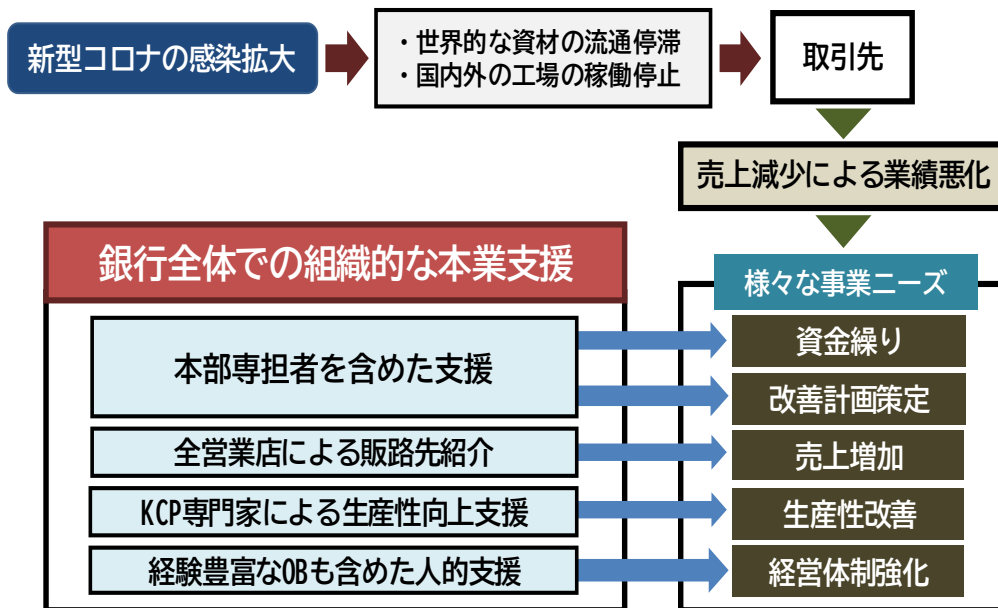 新型コロナの感染拡大
・世界的な資材の流通停滞
・国内外の工場の稼働停止
取引先
売上減少による業績悪化
銀行全体での組織的な本業支援
本部専担者を含めた支援
全営業店による販路先紹介
KCP専門家による生産性向上支援
経験豊富なOBも含めた人的支援
様々な事業ニーズ
資金繰り
改善計画策定
売上増加
生産性改善
経営体制強化